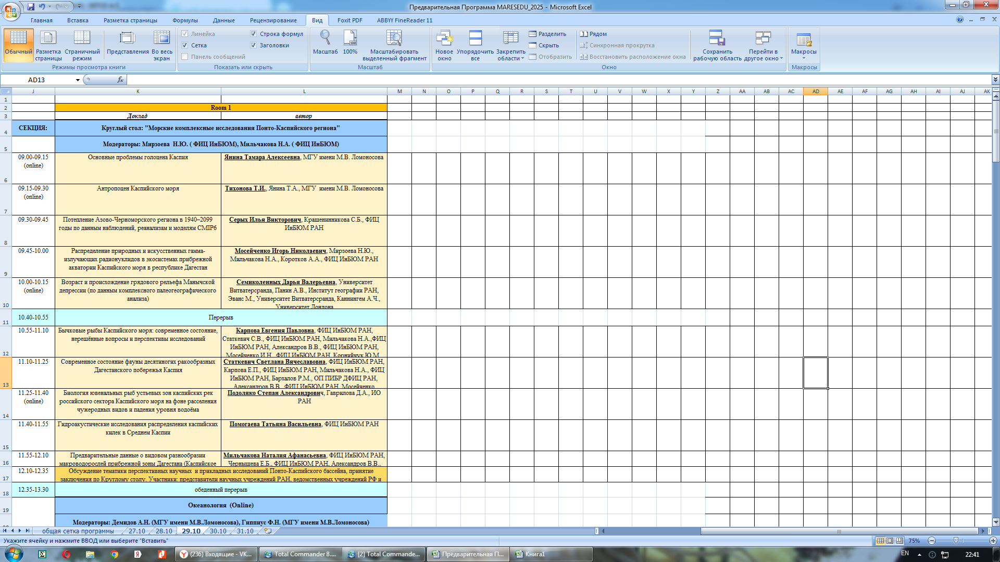 Предварительная Программа MARESEDU_2025 - Microsoft Excel
Главная Вставка Разметка страницы Формулы Данные Рецензирование Вид Foxit PDF ABBYY FineReader 11
Обычный Разметка страницы Страничный режим Представления Во весь экран
Режимы просмотра книги
Линейка Строка формул
Сетка Заголовки
Панель сообщений
Показать или скрыть
Масштаб 100% Масштабировать выделенный фрагмент
Масштаб
Новое окно Упорядочить все Закрепить области
Разделить Рядом
Скрыть Синхронная прокрутка
Отобразить Восстановить расположение окна
Сохранить рабочую область Перейти в другое окно
Окно
Макросы
Макросы
AD13 fx
J K L M N O P Q R S T U V W X Y Z AA AB AC AD AE AF AG AH AI AJ AK
1
2 Room 1
3 Доклад автор
4 СЕКЦИЯ: Круглый стол: "Морские комплексные исследования Понто-Каспийского региона"
5 Модераторы: Мирзоева Н.Ю. ( ФИЦ ИнБЮМ), Мильчакова Н.А. ( ФИЦ ИнБЮМ)
09.00-09.15 Основные проблемы голоцена Каспия Янина Тамара Алексеевна, МГУ имени М.В. Ломоносова
(online)
6
09.15-09.30 Антропоцен Каспийского моря Тихонова Т.И., Янина Т.А., МГУ имени М.В. Ломоносова
(online)
7
09.30-09.45 Потепление Азово-Черноморского региона в 1940–2099 Серых Илья Викторович, Крашенинникова С.Б., ФИЦ
годы по данным наблюдений, реанализам и моделям CMIP6 ИнБЮМ РАН
8
09.45-10.00 Распределение природных и искусственных гамма- Мосейченко Игорь Николаевич, Мирзоева Н.Ю.,
излучающих радионуклидов в экосистемах прибрежной Мильчакова Н.А., Коротков А.А., ФИЦ ИнБЮМ РАН
акватории Каспийского моря в республике Дагестан
9
10.00-10.15 Возраст и происхождение грядового рельефа Манычской Семиколенных Дарья Валерьевна, Университет
(online) депрессии (по данным комплексного палеогеографического Витватерсранда, Панин А.В., Институт географии РАН,
анализа) Эванс М., Университет Витватерсранда, Каннингем А.Ч.,
10 Университет Лондона
11 10.40-10.55 Перерыв
10.55-11.10 Бычковые рыбы Каспийского моря: современное состояние, Карпова Евгения Павловна, ФИЦ ИнБЮМ РАН,
нерешённые вопросы и перспективы исследований Статкевич С.В., ФИЦ ИнБЮМ РАН, Мильчакова Н.А.,ФИЦ
ИнБЮМ РАН, Александров В.В., ФИЦ ИнБЮМ РАН,
12 Мосейченко И.Н., ФИЦ ИнБЮМ РАН, Корнийчук Ю.М.
11.10-11.25 Современное состояние фауны десятиногих ракообразных Статкевич Светлана Вячеславовна, ФИЦ ИнБЮМ РАН,
Дагестанского побережья Каспия Карпова Е.П., ФИЦ ИнБЮМ РАН, Мильчакова Н.А., ФИЦ
ИнБЮМ РАН, Бархалов Р.М., ОП ПИБР ДФИЦ РАН,
13 Александров В.В., ФИЦ ИнБЮМ РАН, Мосейченко
11.25-11.40 Биология ювенальных рыб устьевых зон каспийских рек Подоляко Степан Александрович, Гаврилова Д.А., ИО
(online) российского сектора Каспийского моря на фоне расселения РАН
чужеродных видов и падения уровня водоёма
14
11.40-11.55 Гидроакустические исследования распределения каспийских Помогаева Татьяна Васильевна, ФИЦ ИнБЮМ РАН
килек в Среднем Каспии
15
11.55-12.10 Предварительные данные о видовом разнообразии Мильчакова Наталия Афанасьевна, ФИЦ ИнБЮМ РАН,
16 макроводорослей прибрежной зоны Дагестана (Каспийское Чернышева Е.Б., ФИЦ ИнБЮМ РАН, Александров В.В.,
12.10-12.35 Обсуждение тематики перспективных научных и прикладных исследований Понто-Каспийского бассейна, принятие
17 заключения по Круглому столу. Участники: представители научных учреждений РАН, ведомственных учреждений РФ и
18 12.35-13.30 обеденный перерыв
19 Океанология (Online)
Модераторы: Демидов А.Н. (МГУ имени М.В.Ломоносова), Гиппиус Ф.Н. (МГУ имени М.В.Ломоносова)
общая сетка программы 27.10 28.10 29.10 30.10 31.10
Укажите ячейку и нажмите ВВОД или выберите "Вставить" 75%
(236) Входящие - VK... Total Commander 8.... [2] Total Commande... Предварительная П... Книга1 EN 22:41